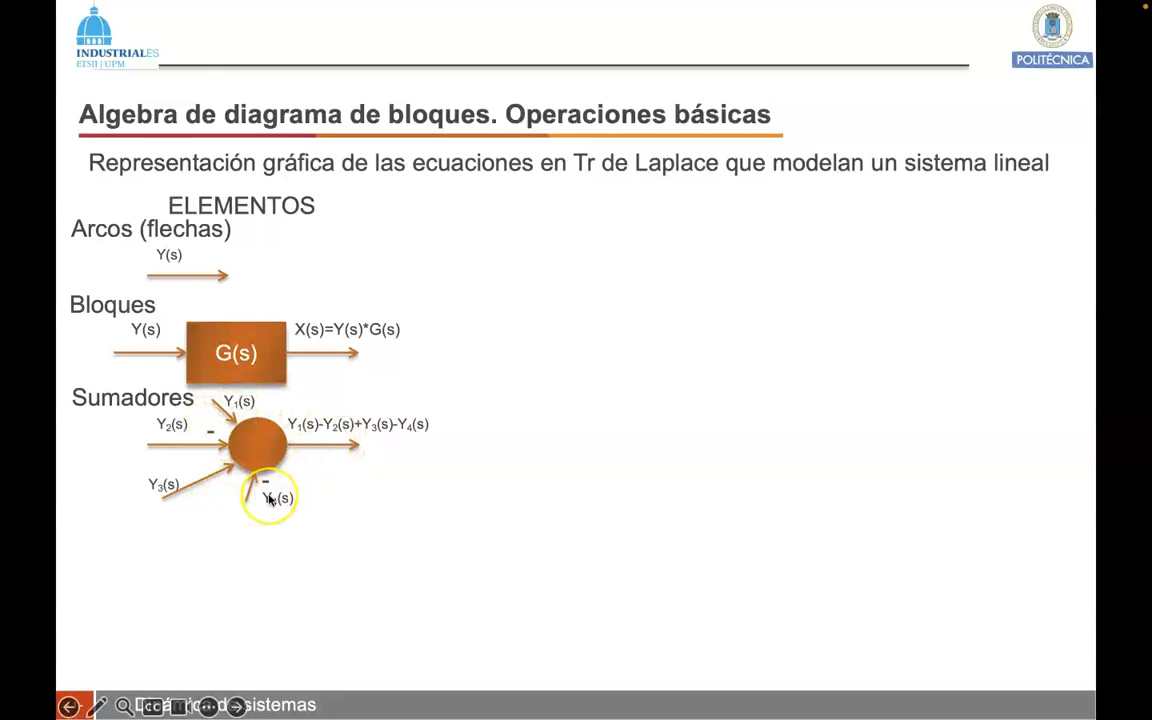 INDUSTRIALES
ETSII | UPM
POLITÉCNICA
Algebra de diagrama de bloques. Operaciones básicas
Representación gráfica de las ecuaciones en Tr de Laplace que modelan un sistema lineal
ELEMENTOS
Arcos (flechas)
Y(s)
Bloques
Y(s)
G(s)
X(s)=Y(s)*G(s)
Sumadores
Y₁(s)
Y₂(s)
-
Y₁(s)-Y₂(s)+Y₃(s)-Y₄(s)
Y₃(s)
-
sistemas